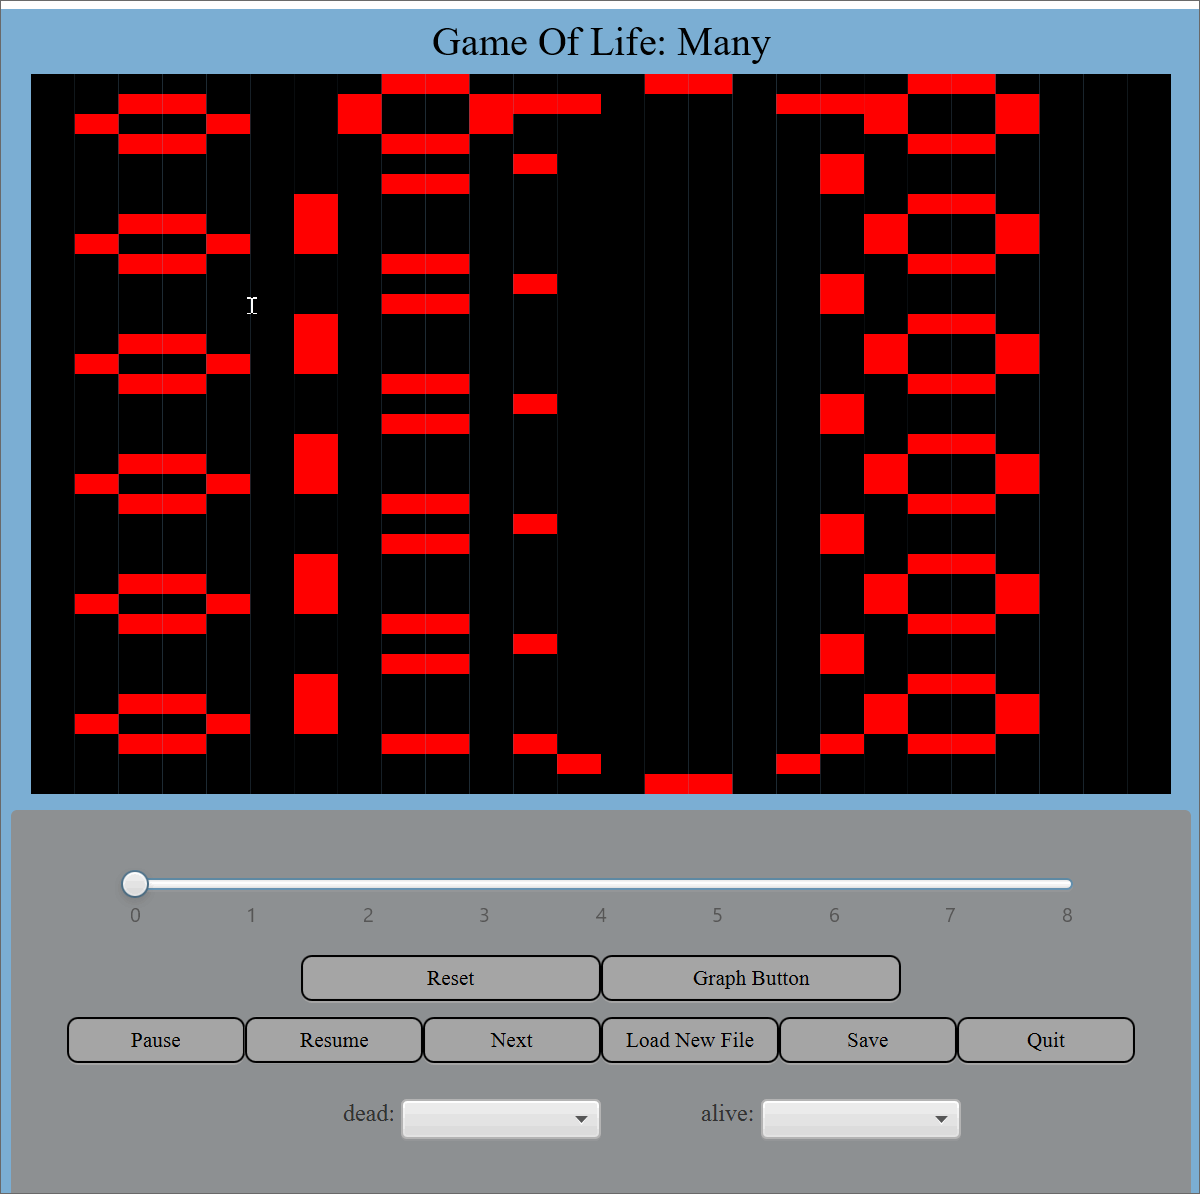 Game Of Life: Many
0 1 2 3 4 5 6 7 8
Reset Graph Button
Pause Resume Next Load New File Save Quit
dead: alive: